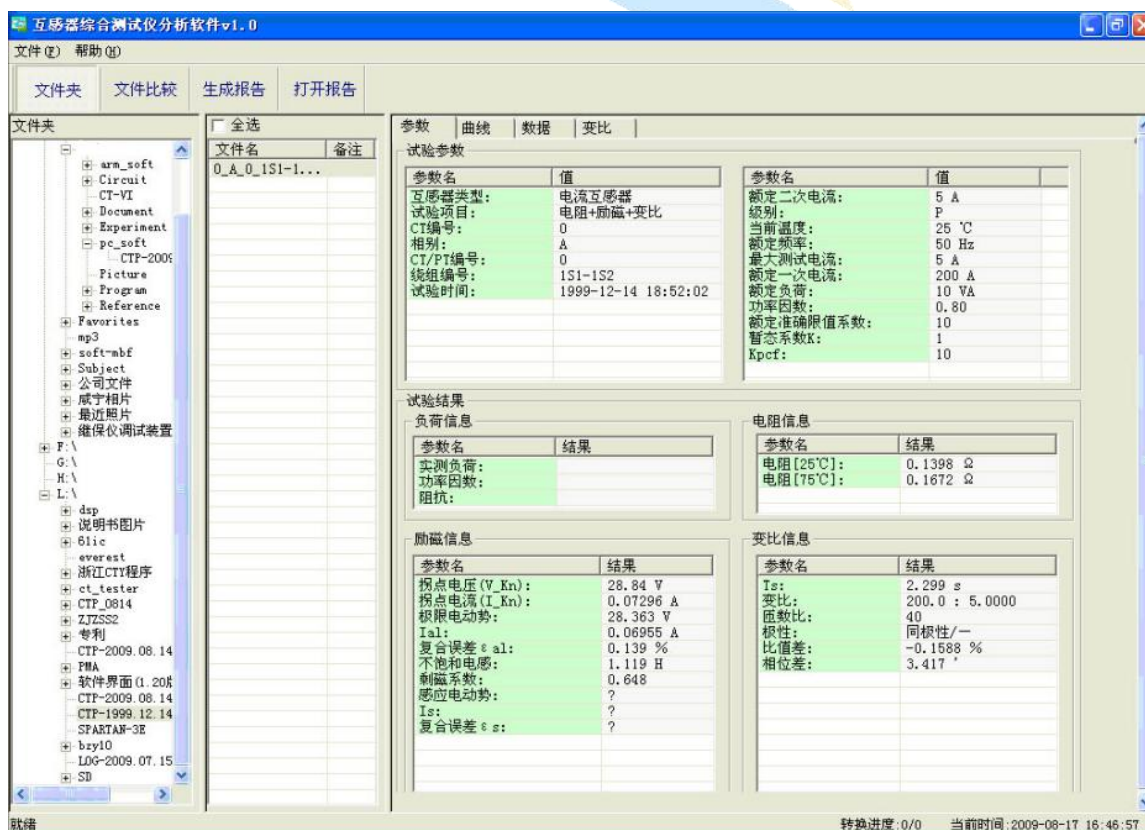 互感器综合测试仪分析软件v1.0
文件(F) 帮助(H)
文件夹 文件比较 生成报告 打开报告
文件夹
arm_soft
Circuit
CT-VI
Document
Experiment
pc_soft
CTP-2009
Picture
Program
Reference
Favorites
mp3
soft-mbf
Subject
公司文件
咸宁相片
最近照片
继保仪调试装置
F:\
G:\
H:\
L:\
dsp
说明书图片
61ic
everest
浙江CTY程序
ct_tester
CTP_0814
ZJZSS2
专利
CTP-2009.08.14
PMA
软件界面(1.20
CTP-2009.08.14
CTP-1999.12.14
SPARTAN-3E
bzy10
LOG-2009.07.15
SD
全选
文件名 备注
0_A_0_1S1-1...
参数 曲线 数据 变比
试验参数
参数名 值
互感器类型: 电流互感器
试验项目: 电阻+励磁+变比
CT编号: 0
相别: A
CT/PT编号: 0
绕组编号: 1S1-1S2
试验时间: 1999-12-14 18:52:02
参数名 值
额定二次电流: 5 A
级别: P
当前温度: 25 ℃
额定频率: 50 Hz
最大测试电流: 5 A
额定一次电流: 200 A
额定负荷: 10 VA
功率因数: 0.80
额定准确限值系数: 10
暂态系数K: 1
Kpcf: 10
试验结果
负荷信息
参数名 结果
实测负荷:
功率因数:
阻抗:
电阻信息
参数名 结果
电阻[25℃]: 0.1398 Ω
电阻[75℃]: 0.1672 Ω
励磁信息
参数名 结果
拐点电压(V_Kn): 28.84 V
拐点电流(I_Kn): 0.07296 A
极限电动势: 28.363 V
Ial: 0.06955 A
复合误差εal: 0.139 %
不饱和电感: 1.119 H
剩磁系数: 0.648
感应电动势: ?
Is: ?
复合误差εs: ?
变比信息
参数名 结果
Ts: 2.299 s
变比: 200.0 : 5.0000
匝数比: 40
极性: 同极性/一
比值差: -0.1588 %
相位差: 3.417 ′
就绪 转换进度:0/0 当前时间:2009-08-17 16:46:57